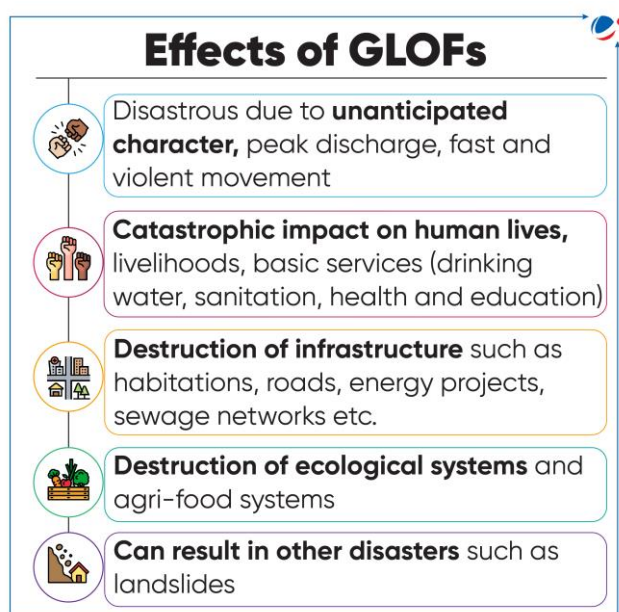 Effects of GLOFs
Disastrous due to unanticipated
character, peak discharge, fast and
violent movement
Catastrophic impact on human lives,
livelihoods, basic services (drinking
water, sanitation, health and education)
Destruction of infrastructure such as
habitations, roads, energy projects,
sewage networks etc.
Destruction of ecological systems and
agri-food systems
Can result in other disasters such as
landslides